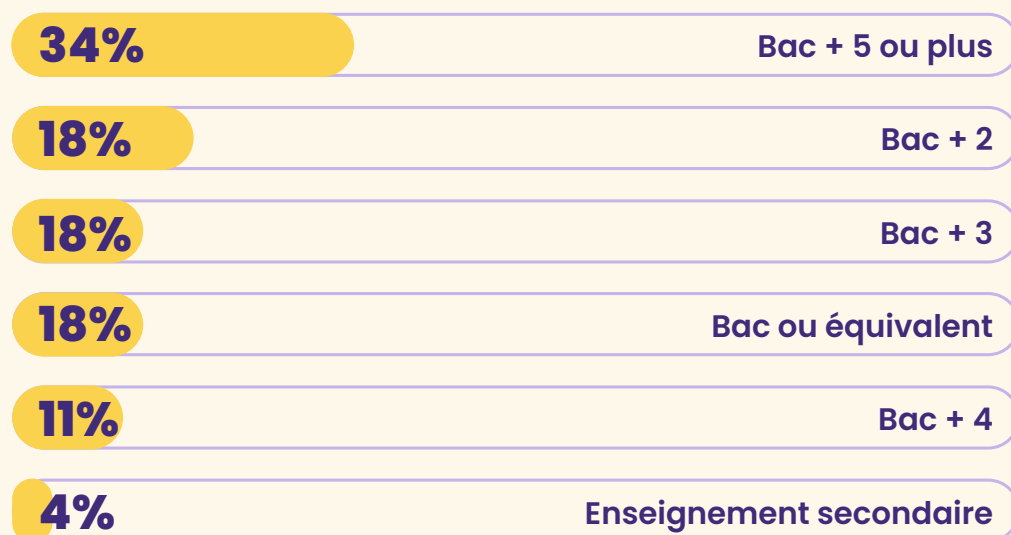 34% Bac + 5 ou plus
18% Bac + 2
18% Bac + 3
18% Bac ou équivalent
11% Bac + 4
4% Enseignement secondaire